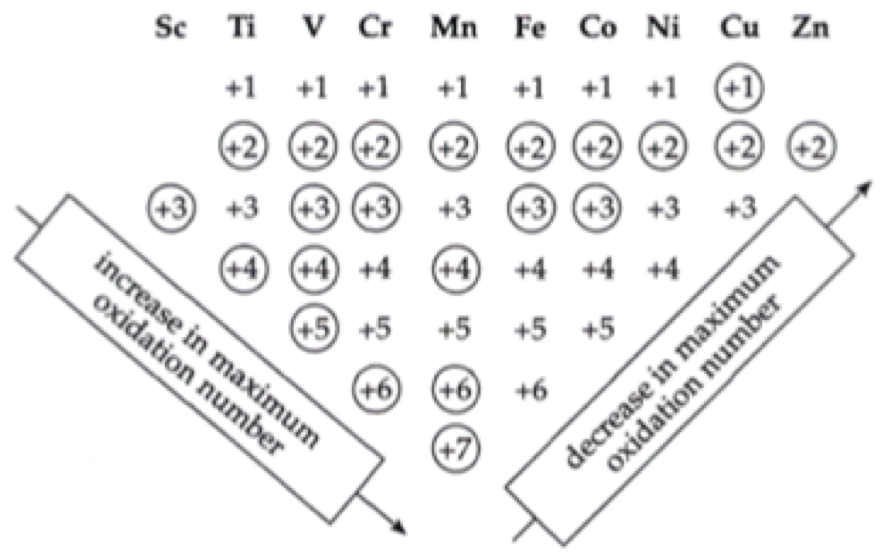 Sc Ti V Cr Mn Fe Co Ni Cu Zn
+1 +1 +1 +1 +1 +1 +1 +1
+2 +2 +2 +2 +2 +2 +2 +2 +2
+3 +3 +3 +3 +3 +3 +3 +3 +3
+4 +4 +4 +4 +4 +4 +4
+5 +5 +5 +5 +5
+6 +6 +6
+7
increase in maximum
oxidation number
decrease in maximum
oxidation number